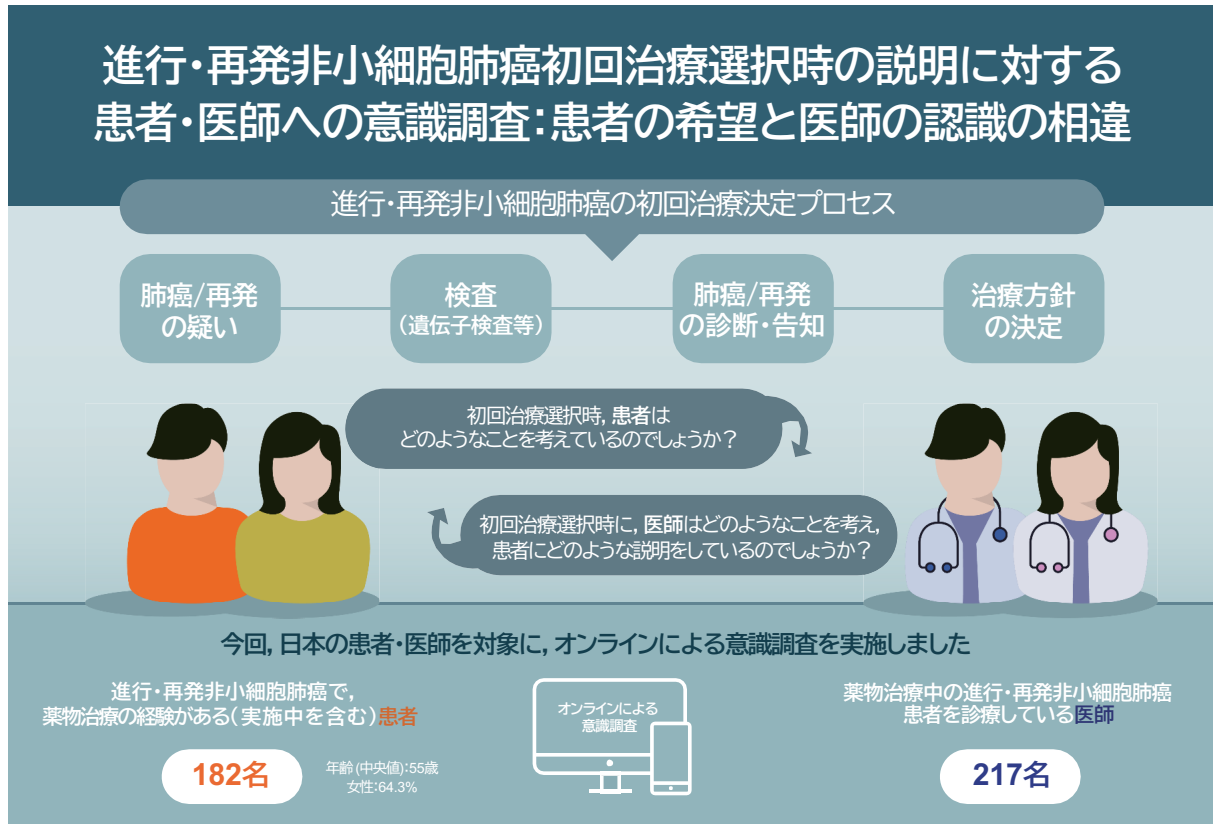 進行・再発非小細胞肺癌初回治療選択時の説明に対する
患者・医師への意識調査：患者の希望と医師の認識の相違
進行・再発非小細胞肺癌の初回治療決定プロセス
肺癌/再発
の疑い
検査
（遺伝子検査等）
肺癌/再発
の診断・告知
治療方針
の決定
初回治療選択時, 患者は
どのようなことを考えているのでしょうか？
初回治療選択時に, 医師はどのようなことを考え,
患者にどのような説明をしているのでしょうか？
今回, 日本の患者・医師を対象に, オンラインによる意識調査を実施しました
進行・再発非小細胞肺癌で,
薬物治療の経験がある（実施中を含む）患者
182名
年齢 (中央値):55歳
女性:64.3%
オンラインによる
意識調査
薬物治療中の進行・再発非小細胞肺癌
患者を診療している医師
217名